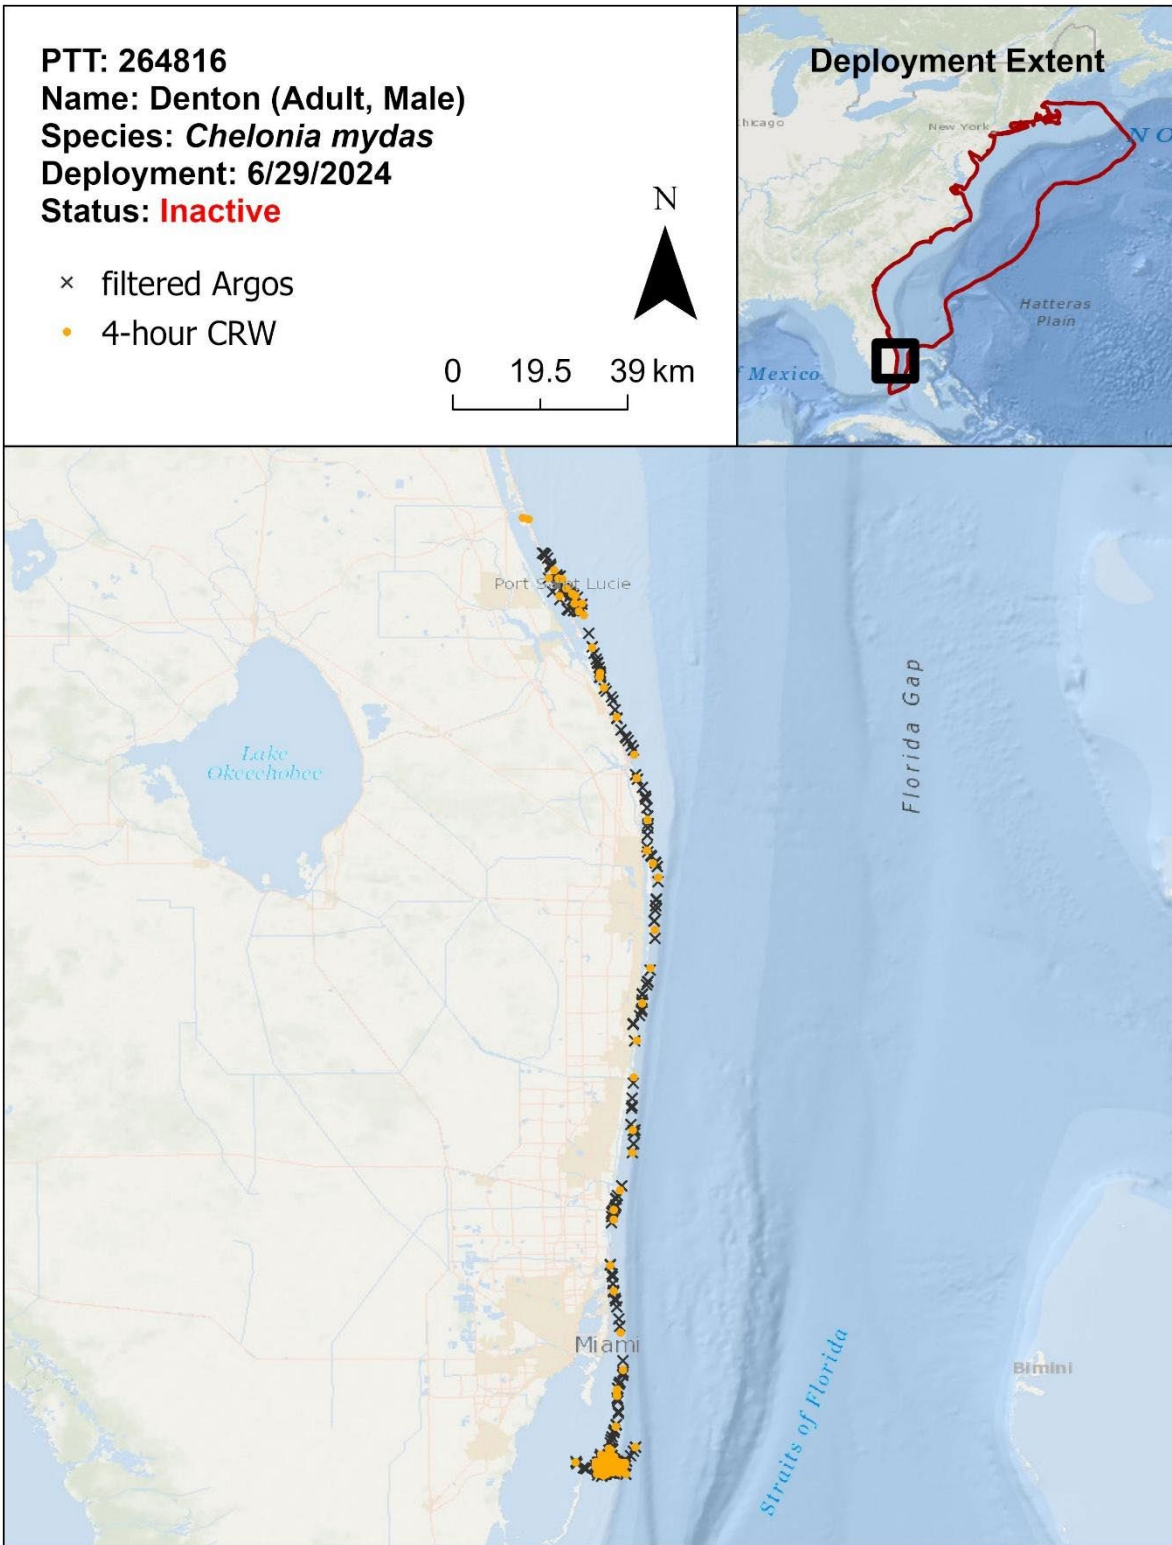 PTT: 264816
Name: Denton (Adult, Male)
Species: Chelonia mydas
Deployment: 6/29/2024
Status: Inactive
filtered Argos
4-hour CRW
N
0 19.5 39 km
Deployment Extent
hicago
New York
N O
Hatteras
Plain
Mexico
Port Saint Lucie
Lake
Okeechobee
Florida Gap
Miami
Bimini
Straits of Florida